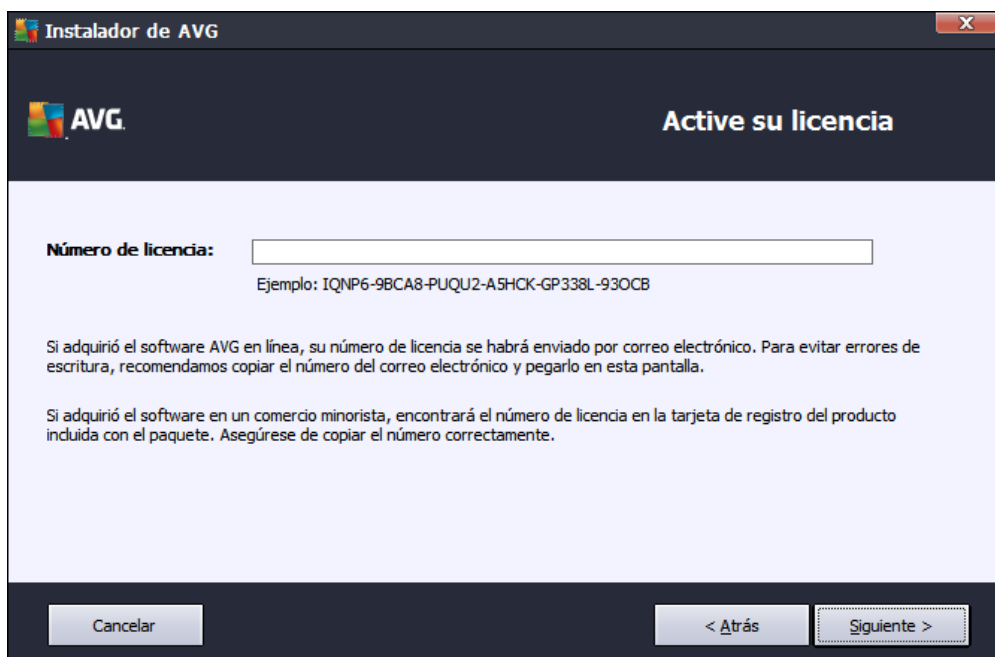 Instalador de AVG
X
AVG.
Active su licencia
Número de licencia:
Ejemplo: IQNP6-9BCA8-PUQU2-A5HCK-GP338L-93OCB
Si adquirió el software AVG en línea, su número de licencia se habrá enviado por correo electrónico. Para evitar errores de
escritura, recomendamos copiar el número del correo electrónico y pegarlo en esta pantalla.
Si adquirió el software en un comercio minorista, encontrará el número de licencia en la tarjeta de registro del producto
incluida con el paquete. Asegúrese de copiar el número correctamente.
Cancelar
< Atrás
Siguiente >